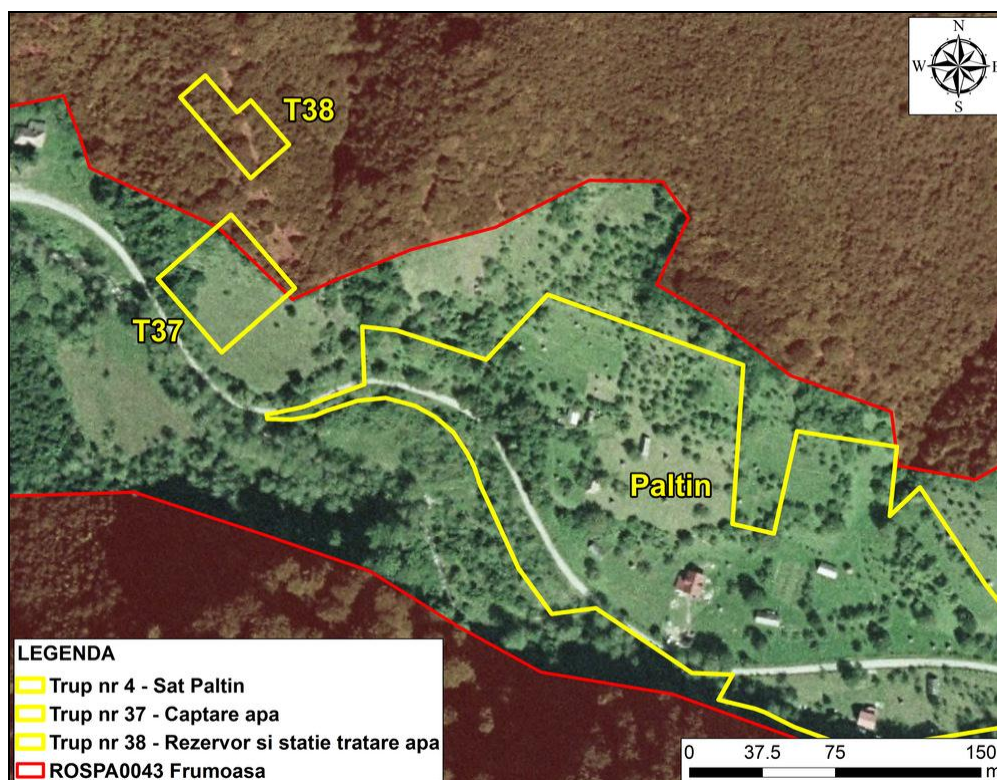 N
W E
S
T38
T37
Paltin
LEGENDA
Trup nr 4 - Sat Paltin
Trup nr 37 - Captare apa
Trup nr 38 - Rezervor si statie tratare apa
ROSPA0043 Frumoasa
0 37.5 75 150
m